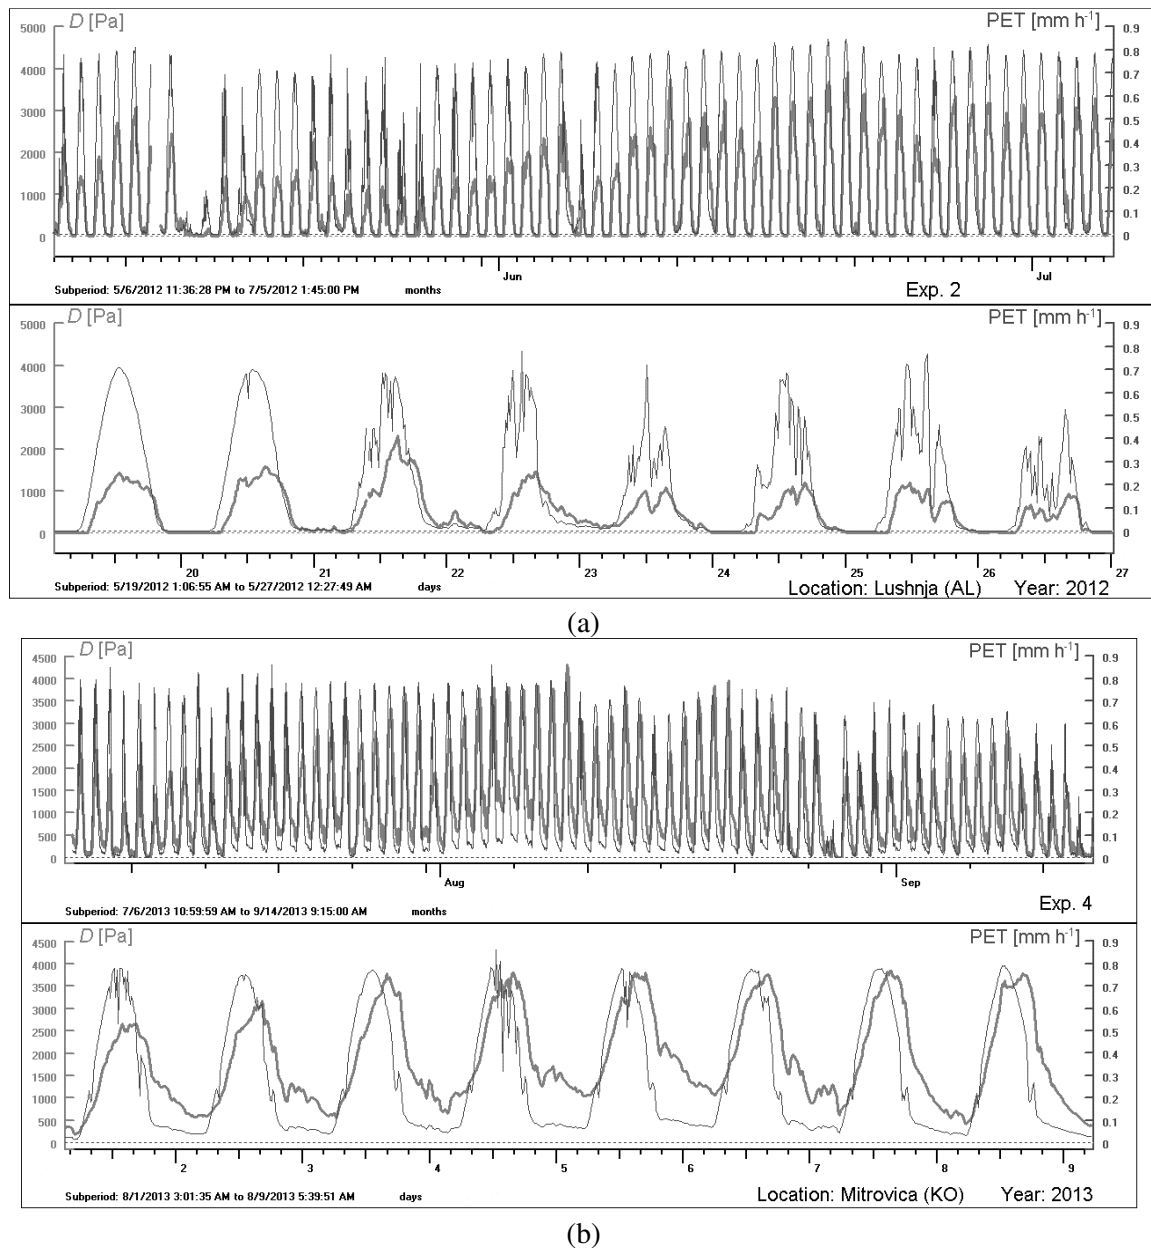 D [Pa] PET [mm h-1]
5000 0.9
0.8
4000 0.7
0.6
3000 0.5
2000 0.4
0.3
1000 0.2
0.1
0 0
Jun Jul
Subperiod: 5/6/2012 11:36:28 PM to 7/5/2012 1:45:00 PM months Exp. 2
D [Pa] PET [mm h-1]
5000 0.9
0.8
4000 0.7
0.6
3000 0.5
2000 0.4
0.3
1000 0.2
0.1
0 0
20 21 22 23 24 25 26 27
Subperiod: 5/19/2012 1:06:55 AM to 5/27/2012 12:27:49 AM days Location: Lushnja (AL) Year: 2012
(a)
D [Pa] PET [mm h-1]
4500 0.9
4000 0.8
3500 0.7
3000 0.6
2500 0.5
2000 0.4
1500 0.3
1000 0.2
500 0.1
0 0
Aug Sep
Subperiod: 7/6/2013 10:59:59 AM to 9/14/2013 9:15:00 AM months Exp. 4
D [Pa] PET [mm h-1]
4500 0.9
4000 0.8
3500 0.7
3000 0.6
2500 0.5
2000 0.4
1500 0.3
1000 0.2
500 0.1
0 0
2 3 4 5 6 7 8 9
Subperiod: 8/1/2013 3:01:35 AM to 8/9/2013 5:39:51 AM days Location: Mitrovica (KO) Year: 2013
(b)